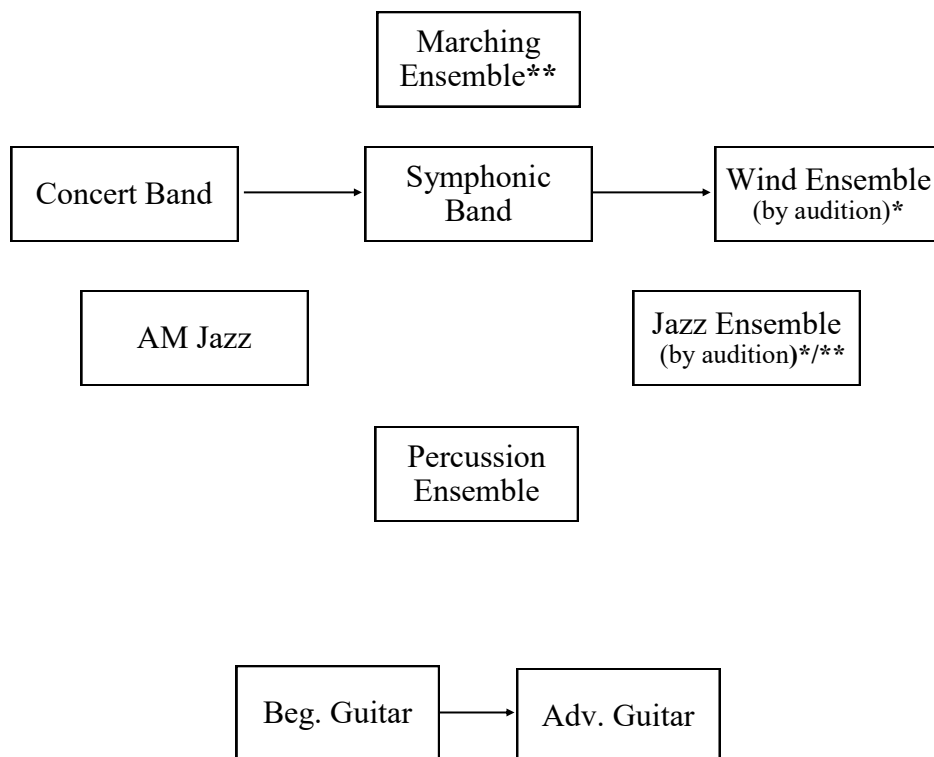 Marching
Ensemble**
Concert Band
Symphonic
Band
Wind Ensemble
(by audition)*
AM Jazz
Jazz Ensemble
(by audition)*/**
Percussion
Ensemble
Beg. Guitar
Adv. Guitar